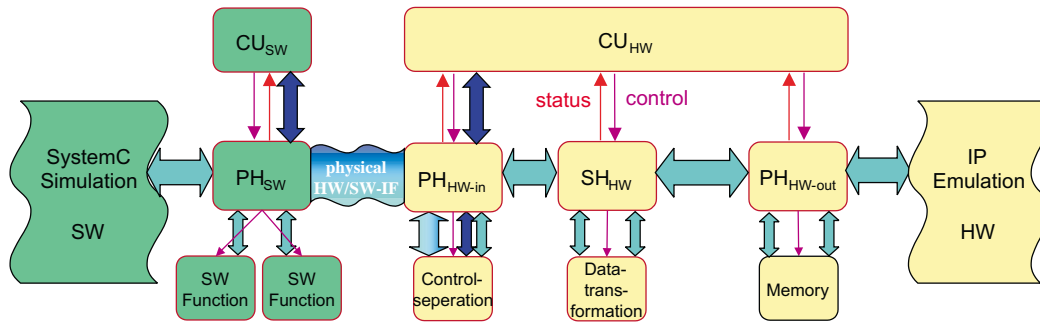 CU_SW
CU_HW
status
control
SystemC
Simulation
SW
PH_SW
physical
HW/SW-IF
PH_HW-in
SH_HW
PH_HW-out
IP
Emulation
HW
SW
Function
SW
Function
Control-
seperation
Data-
trans-
formation
Memory